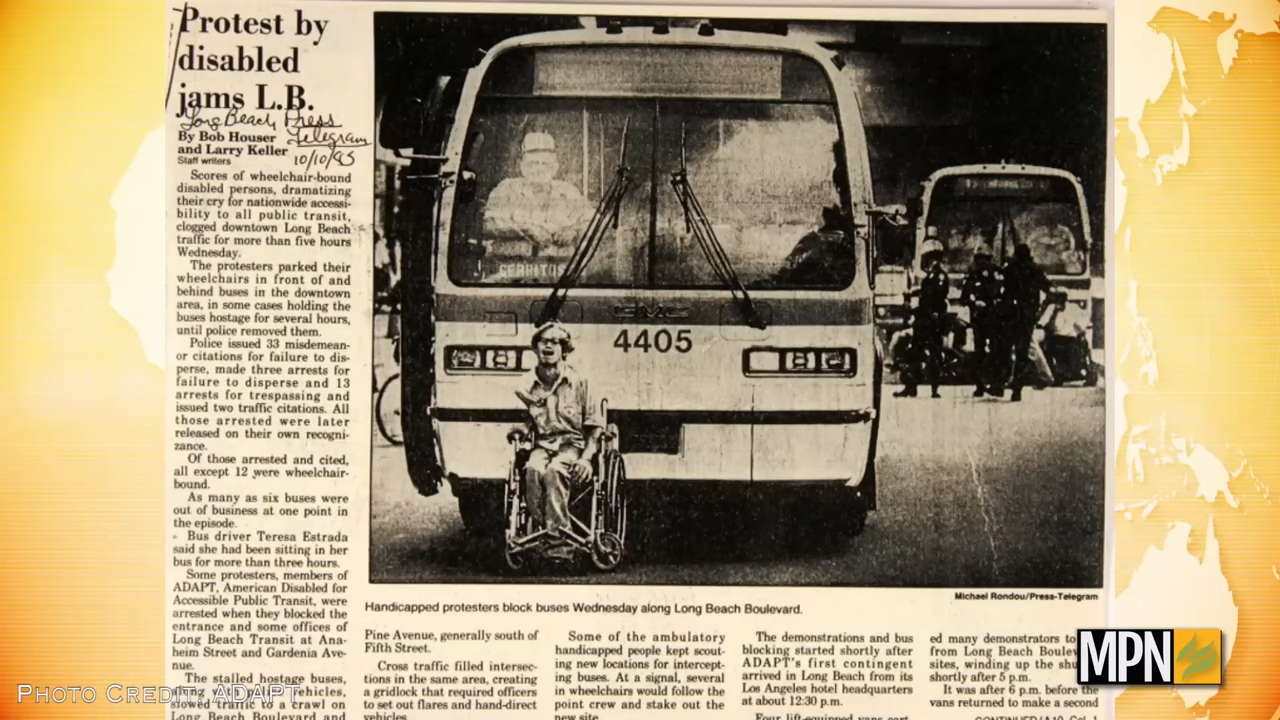 Protest by
disabled
jams L.B.
Long Beach Press
Telegram
10/10/85
By Bob Houser
and Larry Keller
Staff writers
Scores of wheelchair-bound
disabled persons, dramatizing
their cry for nationwide accessi-
bility to all public transit,
clogged downtown Long Beach
traffic for more than five hours
Wednesday.
The protesters parked their
wheelchairs in front of and
behind buses in the downtown
area, in some cases holding the
buses hostage for several hours,
until police removed them.
Police issued 33 misdemean-
or citations for failure to dis-
perse, made three arrests for
failure to disperse and 13
arrests for trespassing and
issued two traffic citations. All
those arrested were later
released on their own recogni-
zance.
Of those arrested and cited,
all except 12 were wheelchair-
bound.
As many as six buses were
out of business at one point in
the episode.
Bus driver Teresa Estrada
said she had been sitting in her
bus for more than three hours.
Some protesters, members of
ADAPT, American Disabled for
Accessible Public Transit, were
arrested when they blocked the
entrance and some offices of
Long Beach Transit at Ana-
heim Street and Gardenia Ave-
nue.
The stalled hostage buses,
slowed traffic to a crawl on
Long Beach Boulevard and
CERRITOS
GMC
4405
Michael Rondou/Press-Telegram
Handicapped protesters block buses Wednesday along Long Beach Boulevard.
Pine Avenue, generally south of
Fifth Street.
Cross traffic filled intersec-
tions in the same area, creating
a gridlock that required officers
to set out flares and hand-direct
vehicles.
Some of the ambulatory
handicapped people kept scout-
ing new locations for intercept-
ing buses. At a signal, several
in wheelchairs would follow the
point crew and stake out the
new site.
The demonstrations and bus
blocking started shortly after
ADAPT's first contingent
arrived in Long Beach from its
Los Angeles hotel headquarters
at about 12:30 p.m.
Four lift-equipped vans
ed many demonstrators to
from Long Beach
sites, winding up the
shortly after 5 p.m.
It was after 6 p.m. before the
vans returned to make a second
MPN
Photo Credit: ADAPT